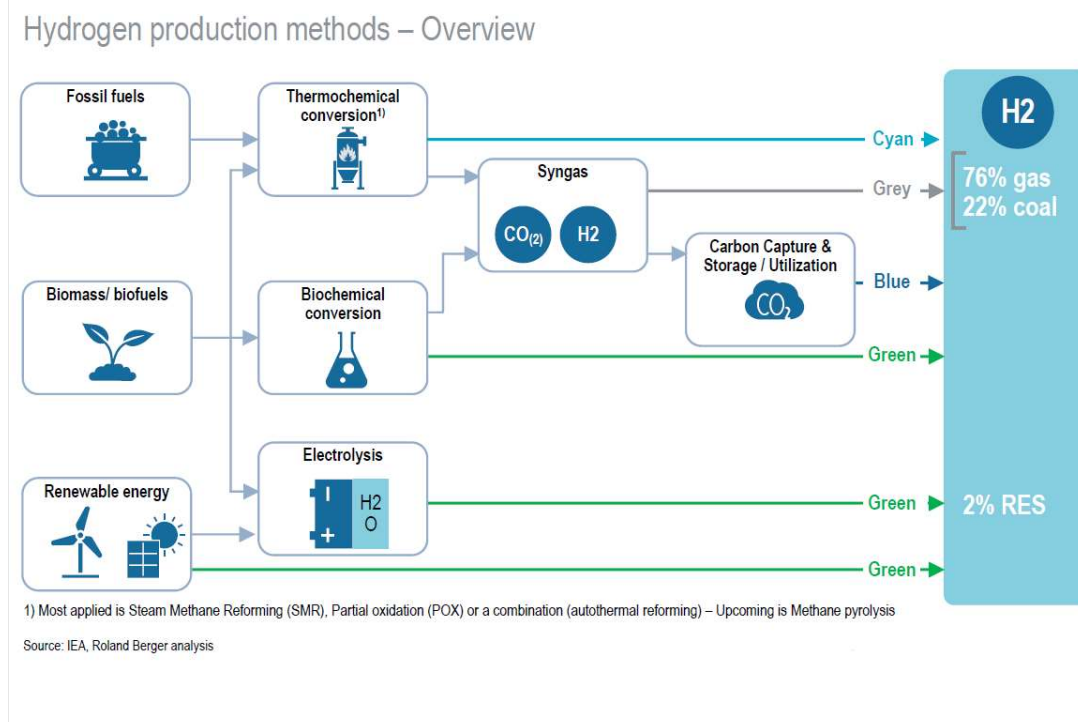 Hydrogen production methods – Overview
Fossil fuels
Thermochemical
conversion1)
Cyan
H2
Syngas
CO(2)
H2
Grey
76% gas
22% coal
Carbon Capture &
Storage / Utilization
CO2
Blue
Biomass/ biofuels
Biochemical
conversion
Green
Electrolysis
H2
O
Green
2% RES
Renewable energy
Green
1) Most applied is Steam Methane Reforming (SMR), Partial oxidation (POX) or a combination (autothermal reforming) – Upcoming is Methane pyrolysis
Source: IEA, Roland Berger analysis